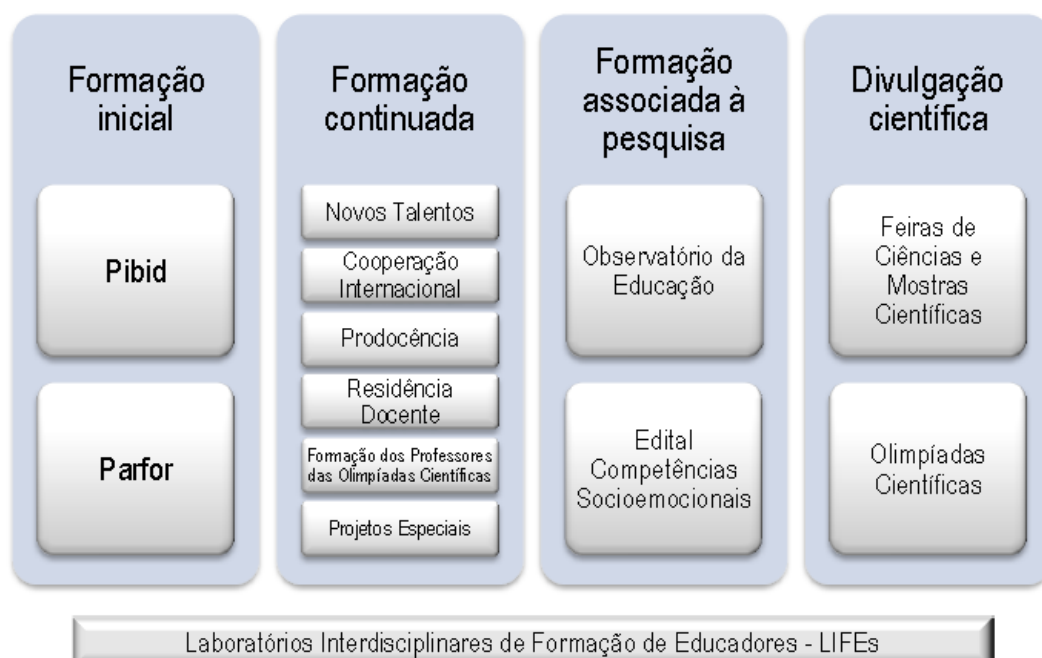 Formação
inicial
Pibid
Parfor
Formação
continuada
Novos Talentos
Cooperação
Internacional
Prodocência
Residência
Docente
Formação dos Professores
das Olimpíadas Científicas
Projetos Especiais
Formação
associada à
pesquisa
Observatório da
Educação
Edital
Competências
Socioemocionais
Divulgação
científica
Feiras de
Ciências e
Mostras
Científicas
Olimpíadas
Científicas
Laboratórios Interdisciplinares de Formação de Educadores - LIFEs